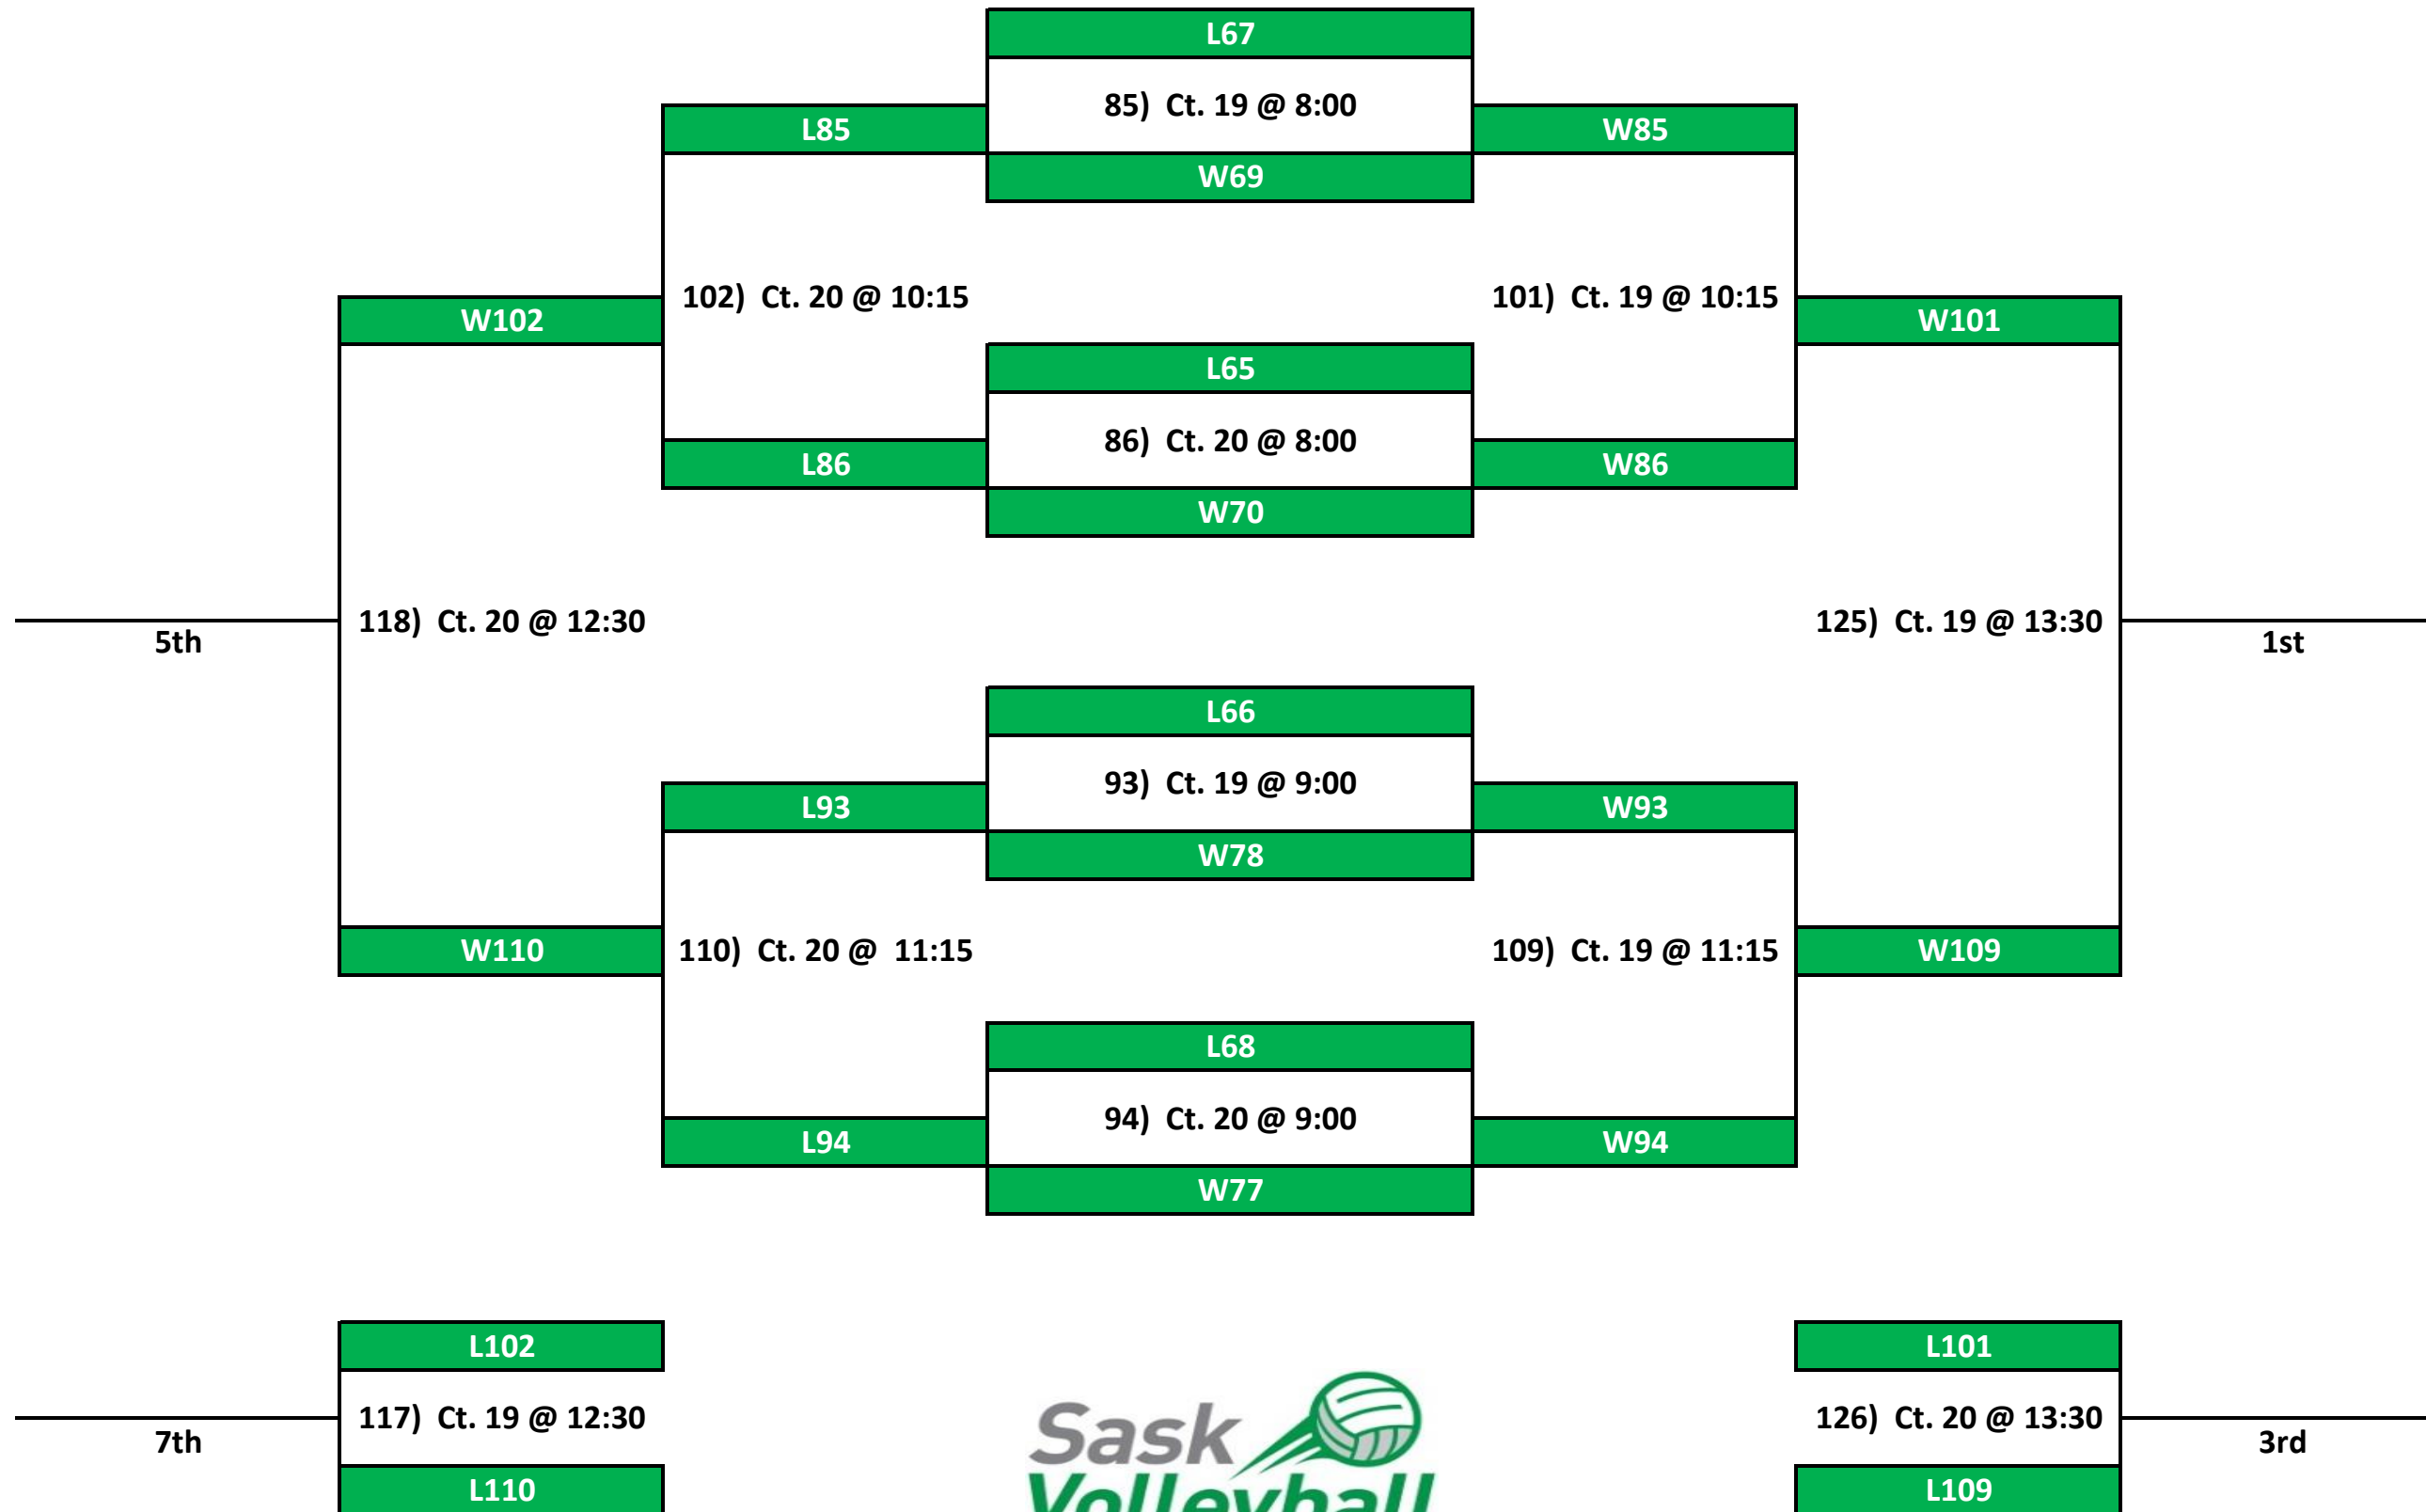 L67
85)  Ct. 19 @ 8:00
L85
W85
W69
102)  Ct. 20 @ 10:15
101)  Ct. 19 @ 10:15
W102
W101
L65
86)  Ct. 20 @ 8:00
L86
W86
W70
118)  Ct. 20 @ 12:30
125)  Ct. 19 @ 13:30
5th
1st
L66
93)  Ct. 19 @ 9:00
L93
W93
W78
W110
110)  Ct. 20 @  11:15
109)  Ct. 19 @ 11:15
W109
L68
94)  Ct. 20 @ 9:00
L94
W94
W77
L102
L101
117)  Ct. 19 @ 12:30
126)  Ct. 20 @ 13:30
7th
3rd
L110
L109
Sask
Volleyball